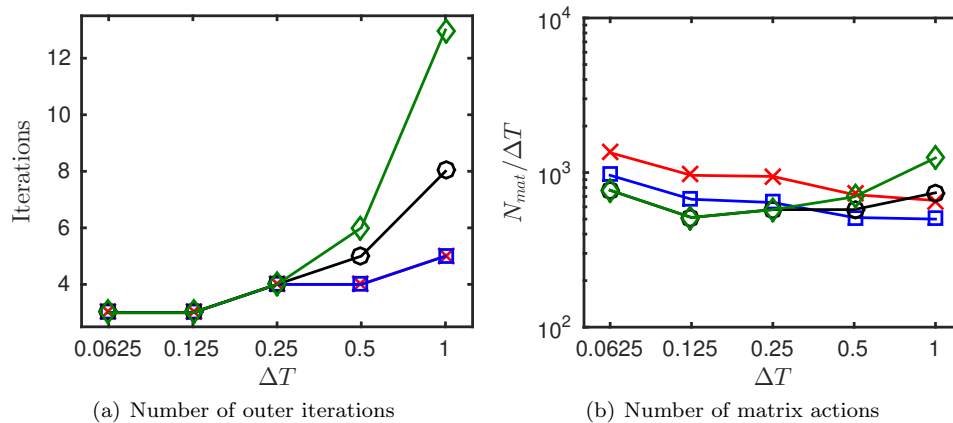 12
10
8
6
4
Iterations
0.0625 0.125 0.25 0.5 1
ΔT
(a) Number of outer iterations
10^4
10^3
10^2
N_{mat}/ΔT
0.0625 0.125 0.25 0.5 1
ΔT
(b) Number of matrix actions